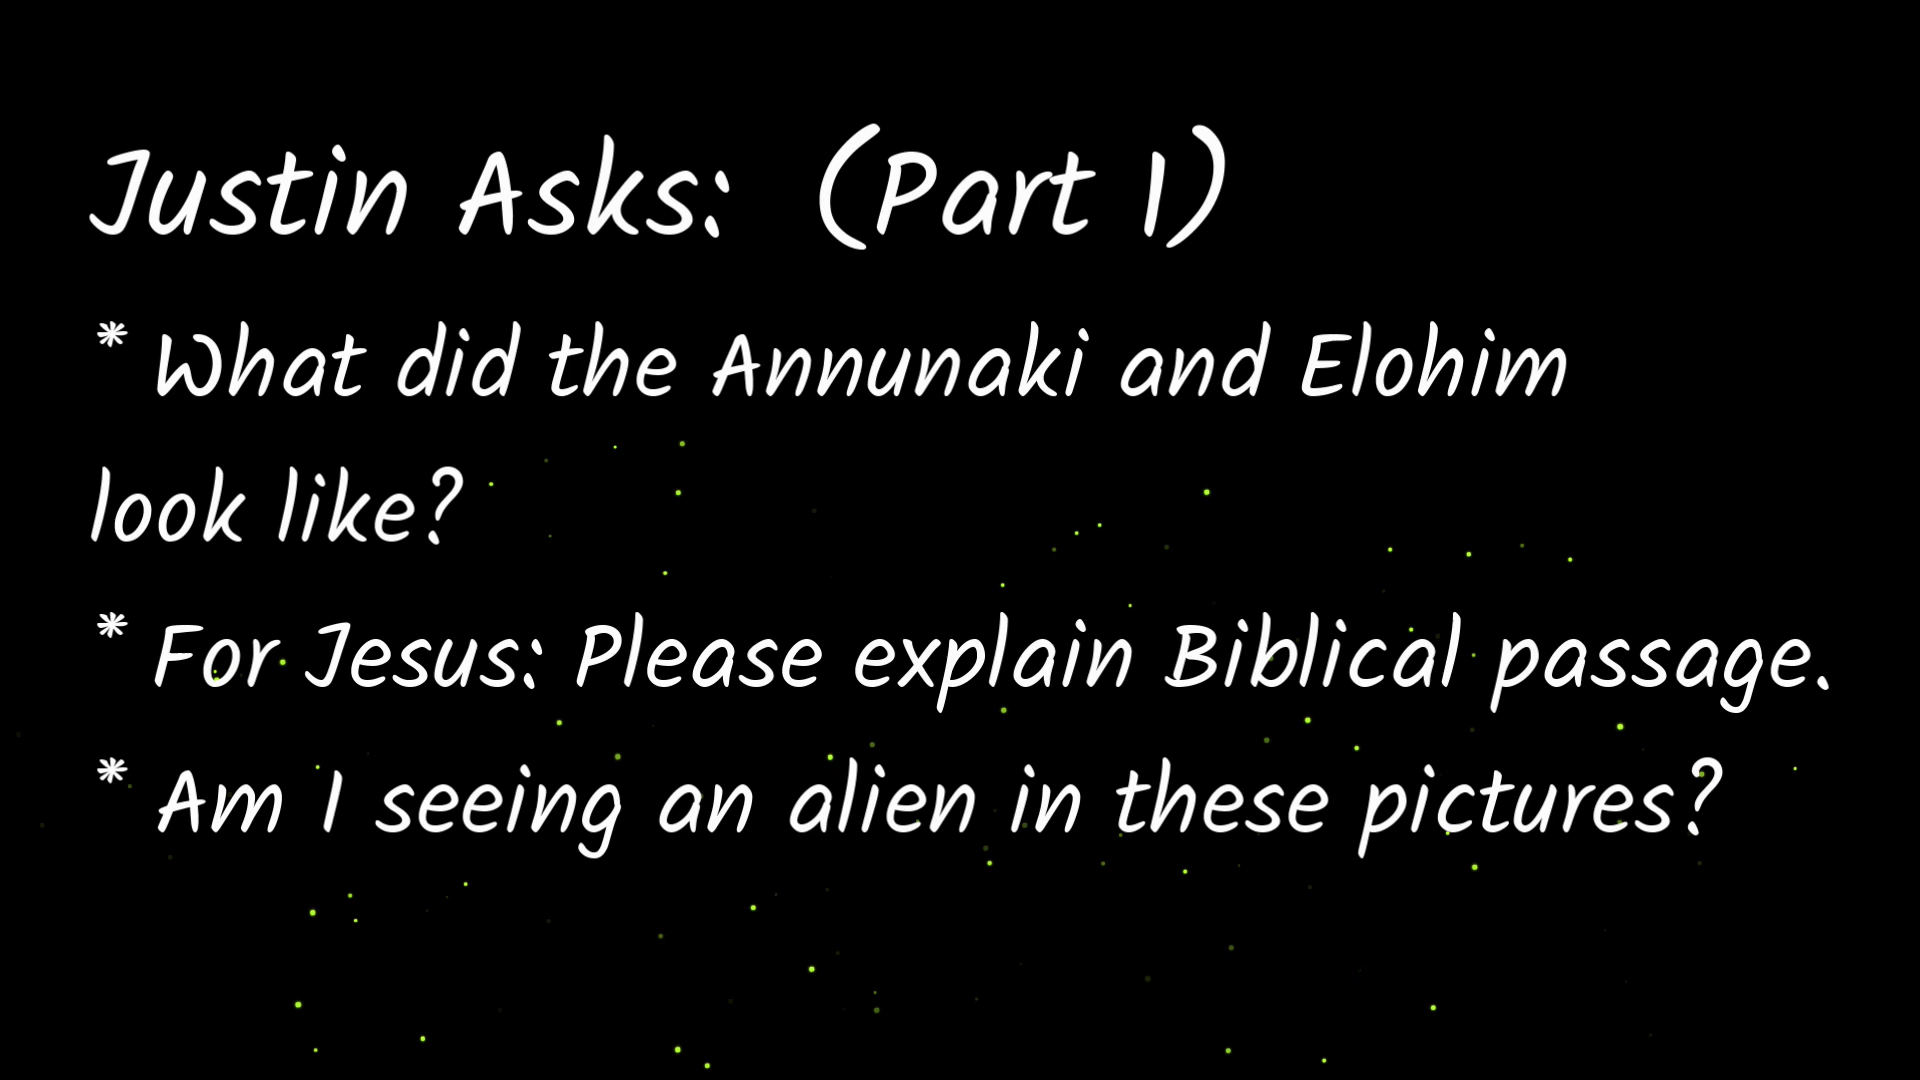 Justin Asks: (Part 1)
* What did the Annunaki and Elohim
look like?
* For Jesus: Please explain Biblical passage.
* Am I seeing an alien in these pictures?